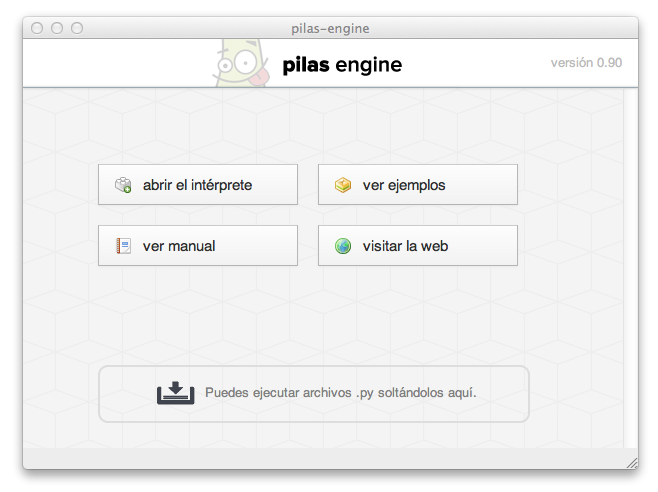 pilas-engine
pilas engine
versión 0.90
abrir el intérprete
ver ejemplos
ver manual
visitar la web
Puedes ejecutar archivos .py soltándolos aquí.